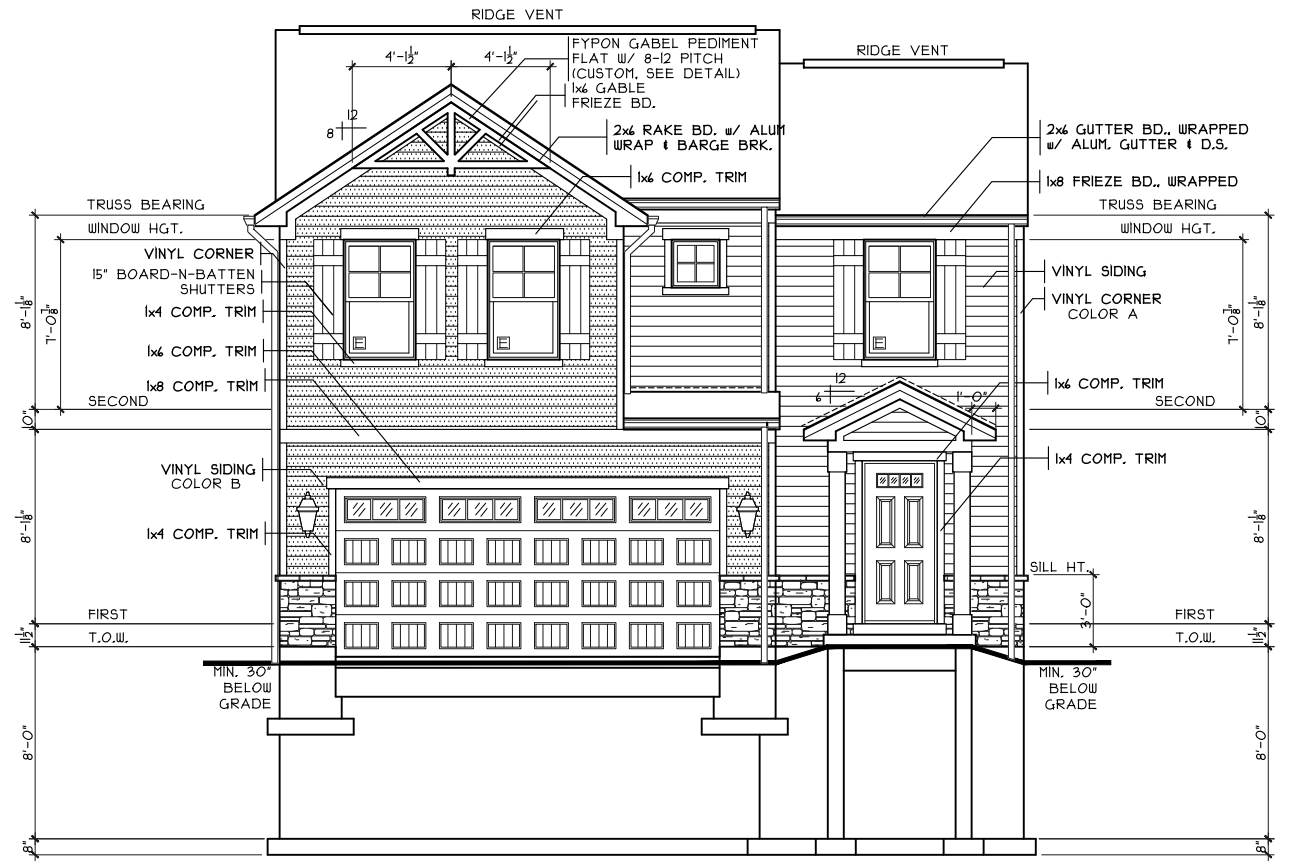 RIDGE VENT
RIDGE VENT
4'-1½"
4'-1½"
FYPON GABEL PEDIMENT
FLAT W/ 8-12 PITCH
(CUSTOM, SEE DETAIL)
1x6 GABLE
FRIEZE BD.
12
8
2x6 RAKE BD. w/ ALUM
WRAP & BARGE BRK.
1x6 COMP. TRIM
2x6 GUTTER BD., WRAPPED
w/ ALUM. GUTTER & D.S.
1x8 FRIEZE BD., WRAPPED
TRUSS BEARING
WINDOW HGT.
VINYL CORNER
15" BOARD-N-BATTEN
SHUTTERS
1x4 COMP. TRIM
1x6 COMP. TRIM
1x8 COMP. TRIM
SECOND
VINYL SIDING
COLOR B
1x4 COMP. TRIM
FIRST
T.O.W.
MIN. 30"
BELOW
GRADE
8'-1⅛"
7'-0⅞"
10"
8'-1⅛"
11½"
8'-0"
8"
E
E
E
TRUSS BEARING
WINDOW HGT.
VINYL SIDING
VINYL CORNER
COLOR A
12
6
1'-0"
1x6 COMP. TRIM
SECOND
1x4 COMP. TRIM
SILL HT.
3'-0"
FIRST
T.O.W.
MIN. 30"
BELOW
GRADE
7'-0⅞"
8'-1⅛"
10"
8'-1⅛"
11½"
8'-0"
8"